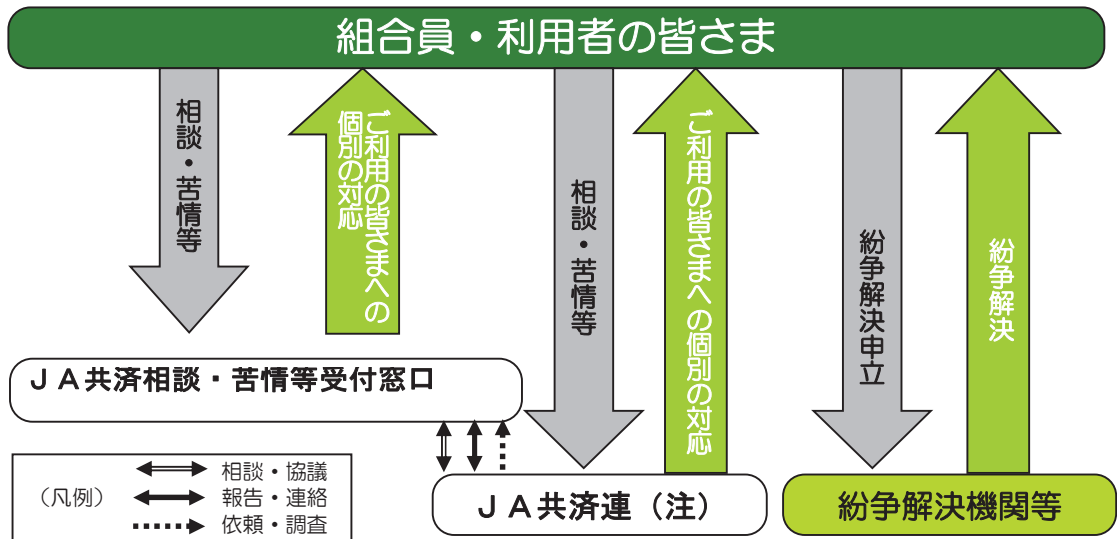 組合員・利用者の皆さま
相談・苦情等
ご利用の皆さまへの
個別の対応
相談・苦情等
ご利用の皆さまへの個別の対応
紛争解決申立
紛争解決
ＪＡ共済相談・苦情等受付窓口
（凡例）
相談・協議
報告・連絡
依頼・調査
ＪＡ共済連（注）
紛争解決機関等